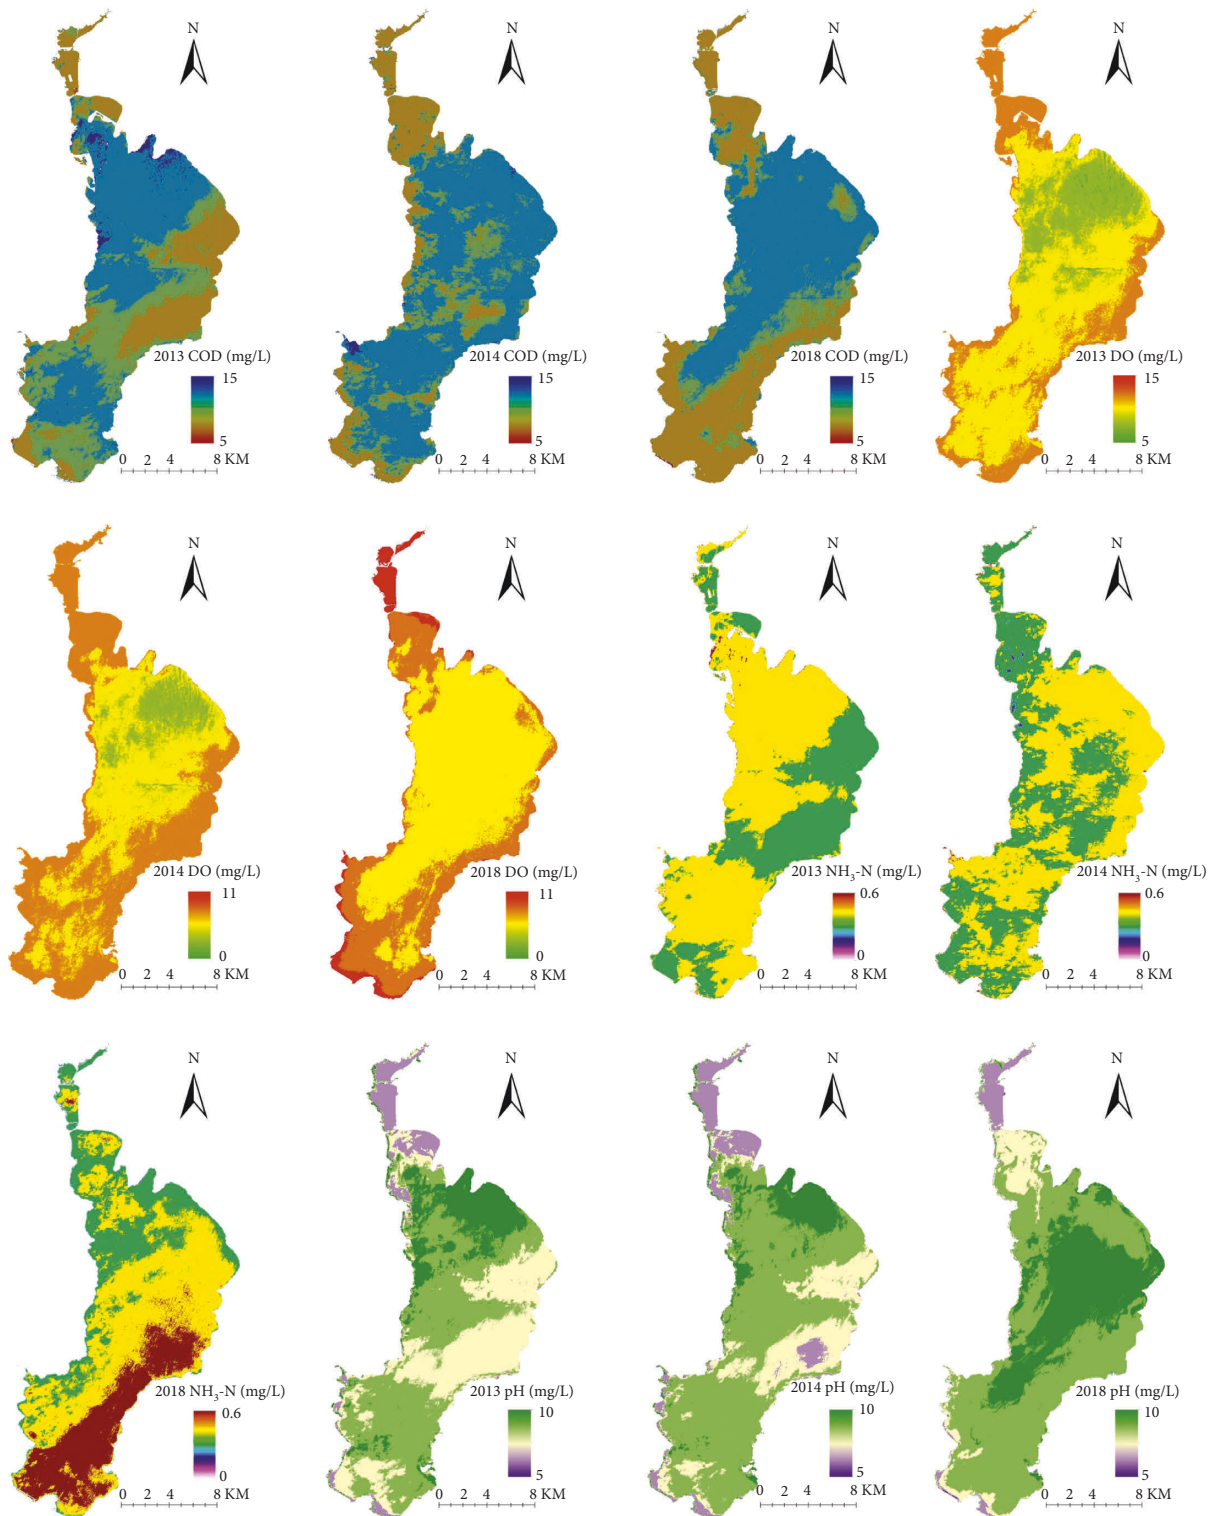 N N N N
2013 COD (mg/L) 2014 COD (mg/L) 2018 COD (mg/L) 2013 DO (mg/L)
15 15 15 15
5 5 5 5
0 2 4 8 KM 0 2 4 8 KM 0 2 4 8 KM 0 2 4 8 KM
N N N N
2014 DO (mg/L) 2018 DO (mg/L) 2013 NH₃-N (mg/L) 2014 NH₃-N (mg/L)
11 11 0.6 0.6
0 0 0 0
0 2 4 8 KM 0 2 4 8 KM 0 2 4 8 KM 0 2 4 8 KM
N N N N
2018 NH₃-N (mg/L) 2013 pH (mg/L) 2014 pH (mg/L) 2018 pH (mg/L)
0.6 10 10 10
0 5 5 5
0 2 4 8 KM 0 2 4 8 KM 0 2 4 8 KM 0 2 4 8 KM